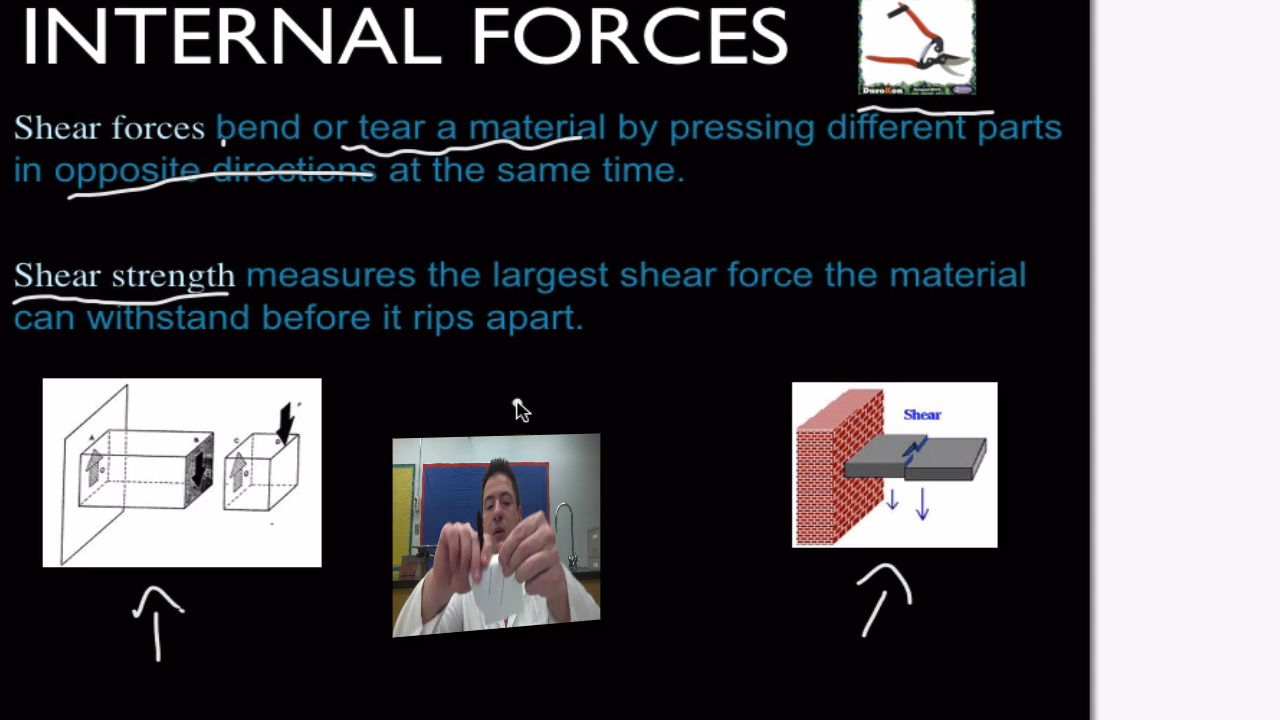 INTERNAL FORCES
DuroKon
Shear forces bend or tear a material by pressing different parts
in opposite directions at the same time.
Shear strength measures the largest shear force the material
can withstand before it rips apart.
Shear